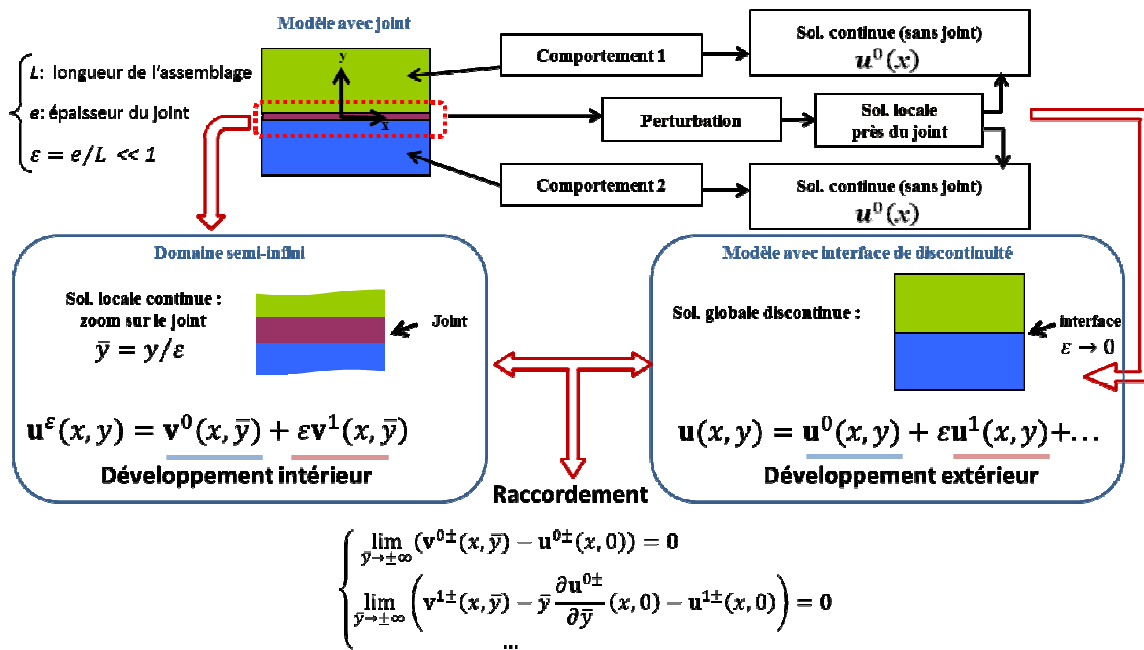 Modèle avec joint
L: longueur de l'assemblage
e: épaisseur du joint
ε = e/L << 1
y
x
Comportement 1
Sol. continue (sans joint)
u⁰(x)
Perturbation
Sol. locale
près du joint
Comportement 2
Sol. continue (sans joint)
u⁰(x)
Domaine semi-infini
Sol. locale continue :
zoom sur le joint
ȳ = y/ε
Joint
u^ε(x, y) = v⁰(x, ȳ) + εv¹(x, ȳ)
Développement intérieur
Modèle avec interface de discontinuité
Sol. globale discontinue :
interface
ε → 0
u(x, y) = u⁰(x, y) + εu¹(x, y)+…
Développement extérieur
Raccordement
lim ȳ→±∞ (v⁰±(x, ȳ) − u⁰±(x, 0)) = 0
lim ȳ→±∞ (v¹±(x, ȳ) − ȳ ∂u⁰±/∂ȳ (x, 0) − u¹±(x, 0)) = 0
...